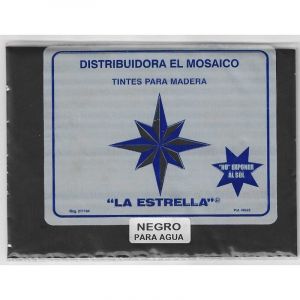 DISTRIBUIDORA EL MOSAICO
TINTES PARA MADERA
"NO" EXPONER
AL SOL
"LA ESTRELLA"®
NEGRO
PARA AGUA